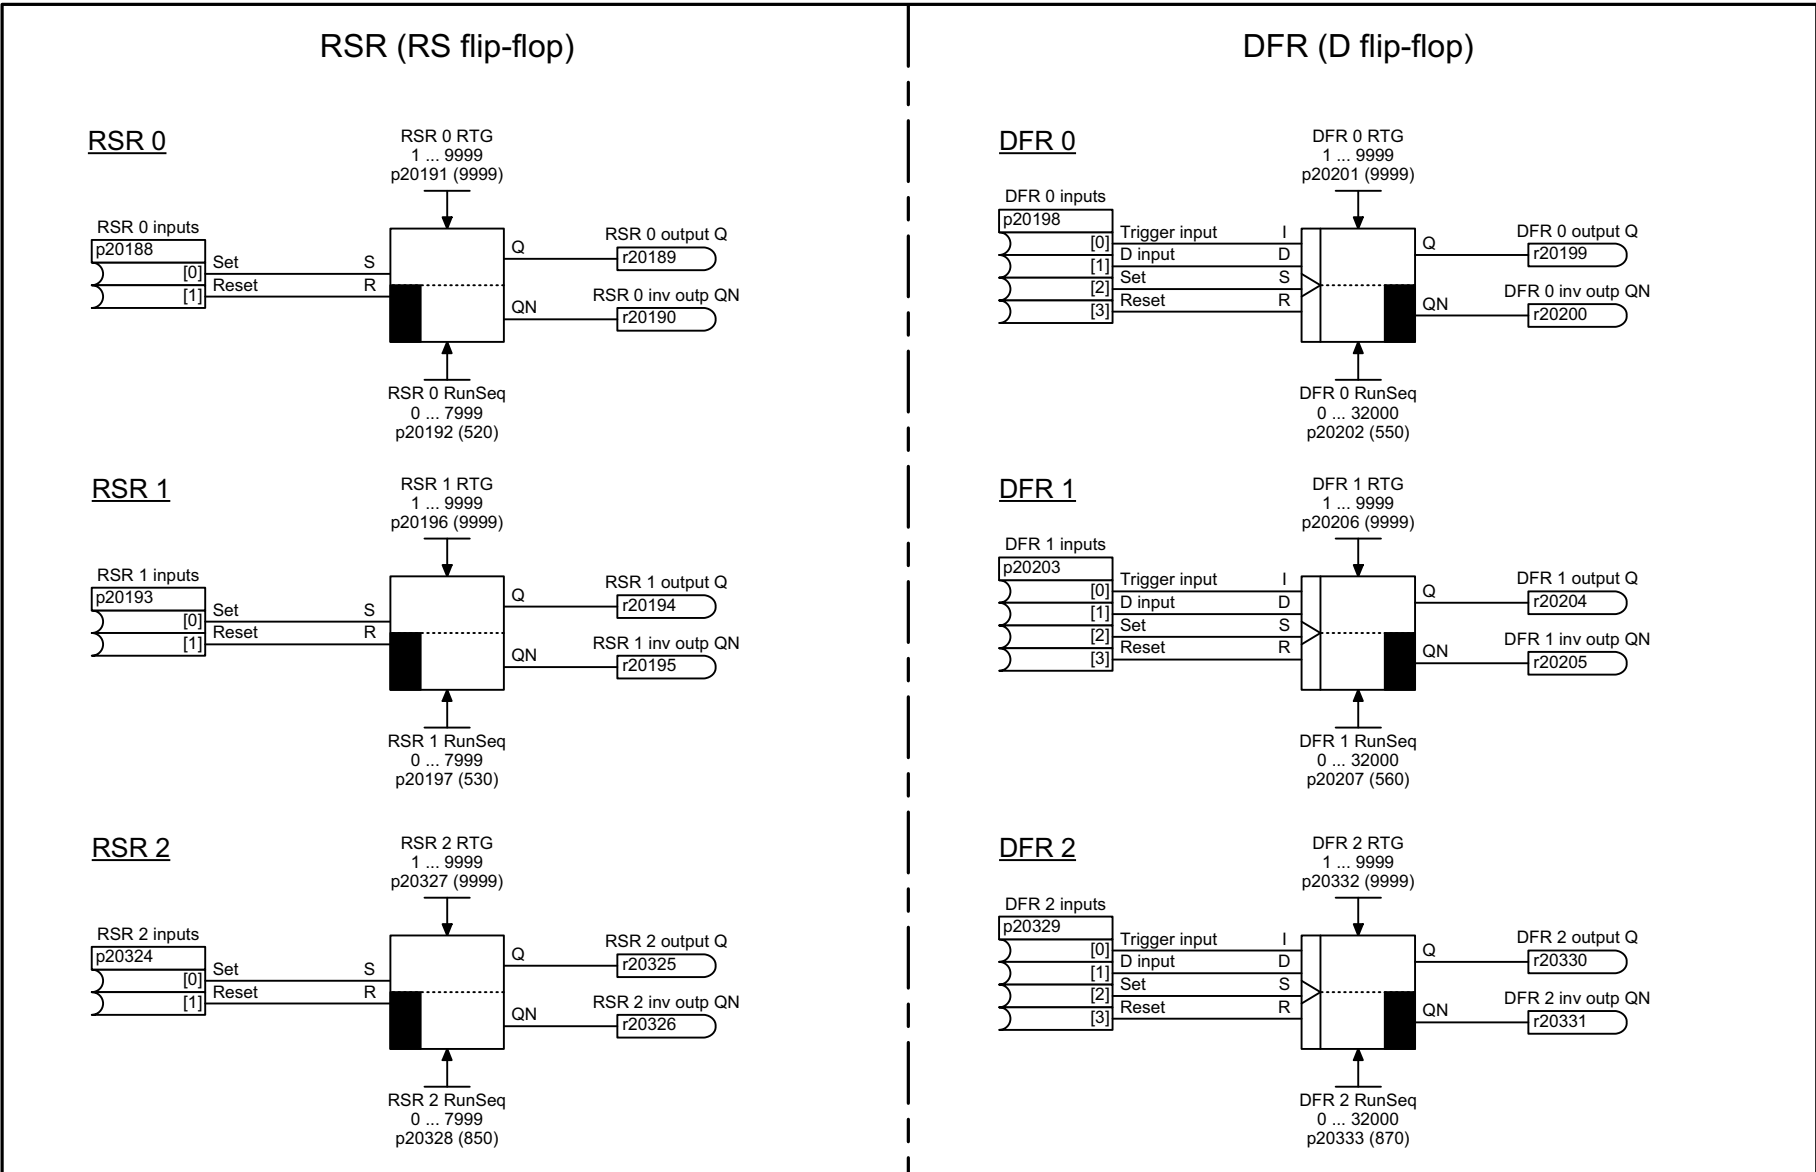 RSR (RS flip-flop)
RSR 0
RSR 0 RTG
1 ... 9999
p20191 (9999)
RSR 0 inputs
p20188
[0] Set S
[1] Reset R
Q
RSR 0 output Q
r20189
QN
RSR 0 inv outp QN
r20190
RSR 0 RunSeq
0 ... 7999
p20192 (520)
RSR 1
RSR 1 RTG
1 ... 9999
p20196 (9999)
RSR 1 inputs
p20193
[0] Set S
[1] Reset R
Q
RSR 1 output Q
r20194
QN
RSR 1 inv outp QN
r20195
RSR 1 RunSeq
0 ... 7999
p20197 (530)
RSR 2
RSR 2 RTG
1 ... 9999
p20327 (9999)
RSR 2 inputs
p20324
[0] Set S
[1] Reset R
Q
RSR 2 output Q
r20325
QN
RSR 2 inv outp QN
r20326
RSR 2 RunSeq
0 ... 7999
p20328 (850)
DFR (D flip-flop)
DFR 0
DFR 0 RTG
1 ... 9999
p20201 (9999)
DFR 0 inputs
p20198
[0] Trigger input I
[1] D input D
[2] Set S
[3] Reset R
Q
DFR 0 output Q
r20199
QN
DFR 0 inv outp QN
r20200
DFR 0 RunSeq
0 ... 32000
p20202 (550)
DFR 1
DFR 1 RTG
1 ... 9999
p20206 (9999)
DFR 1 inputs
p20203
[0] Trigger input I
[1] D input D
[2] Set S
[3] Reset R
Q
DFR 1 output Q
r20204
QN
DFR 1 inv outp QN
r20205
DFR 1 RunSeq
0 ... 32000
p20207 (560)
DFR 2
DFR 2 RTG
1 ... 9999
p20332 (9999)
DFR 2 inputs
p20329
[0] Trigger input I
[1] D input D
[2] Set S
[3] Reset R
Q
DFR 2 output Q
r20330
QN
DFR 2 inv outp QN
r20331
DFR 2 RunSeq
0 ... 32000
p20333 (870)